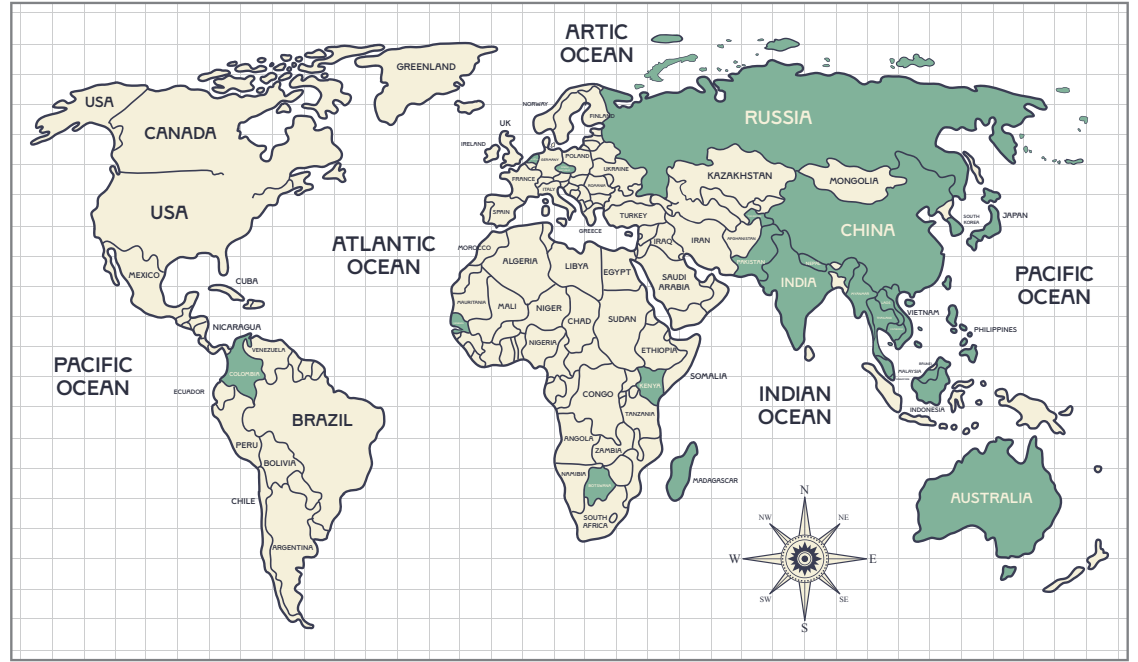 ARTIC
OCEAN
GREENLAND
USA
CANADA
RUSSIA
NORWAY
FINLAND
UK
IRELAND
POLAND
GERMANY
UKRAINE
FRANCE
ROMANIA
ITALY
SPAIN
KAZAKHSTAN
MONGOLIA
USA
TURKEY
GREECE
CHINA
SOUTH
KOREA
JAPAN
ATLANTIC
OCEAN
MOROCCO
ALGERIA
LIBYA
EGYPT
IRAQ
IRAN
AFGHANISTAN
PAKISTAN
SAUDI
ARABIA
INDIA
PACIFIC
OCEAN
MEXICO
CUBA
MAURITANIA
MALI
NIGER
CHAD
SUDAN
VIETNAM
NICARAGUA
PHILIPPINES
VENEZUELA
NIGERIA
ETHIOPIA
SOMALIA
PACIFIC
OCEAN
COLOMBIA
ECUADOR
KENYA
BRUNEI
MALAYSIA
CONGO
TANZANIA
INDIAN
OCEAN
INDONESIA
BRAZIL
PERU
BOLIVIA
ANGOLA
ZAMBIA
NAMIBIA
BOTSWANA
MADAGASCAR
CHILE
ARGENTINA
SOUTH
AFRICA
AUSTRALIA
N
NW
NE
W
E
SW
SE
S